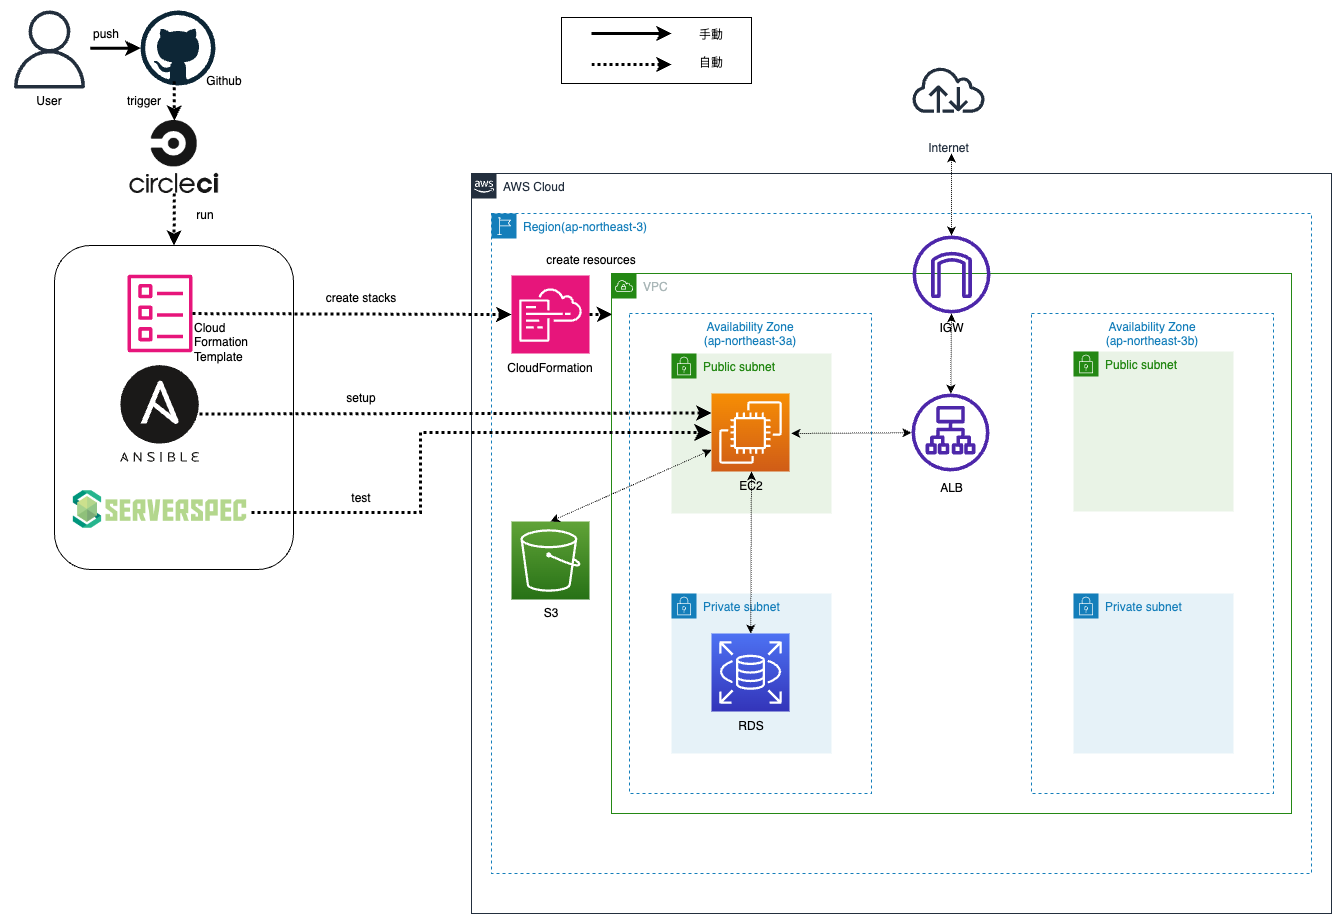 push
User
Github
trigger
circleci
run
手動
自動
Internet
aws
AWS Cloud
Region(ap-northeast-3)
create resources
VPC
Cloud
Formation
Template
create stacks
CloudFormation
IGW
Availability Zone
(ap-northeast-3a)
Availability Zone
(ap-northeast-3b)
Public subnet
Public subnet
ANSIBLE
setup
EC2
ALB
SERVERSPEC
test
S3
Private subnet
Private subnet
RDS